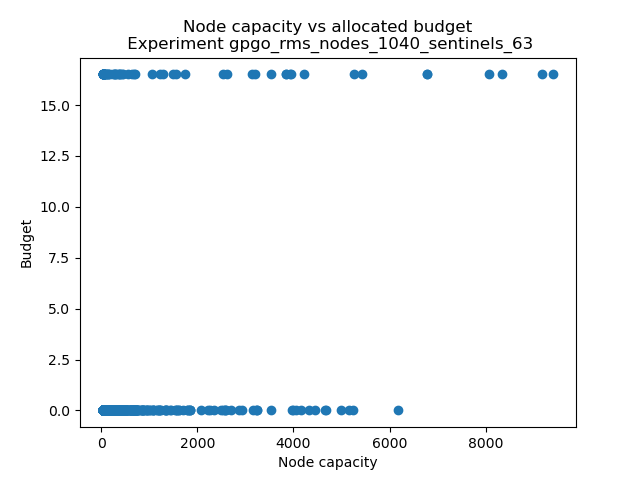 Node capacity vs allocated budget
Experiment gpgo_rms_nodes_1040_sentinels_63
15.0
12.5
10.0
7.5
5.0
2.5
0.0
Budget
0 2000 4000 6000 8000
Node capacity